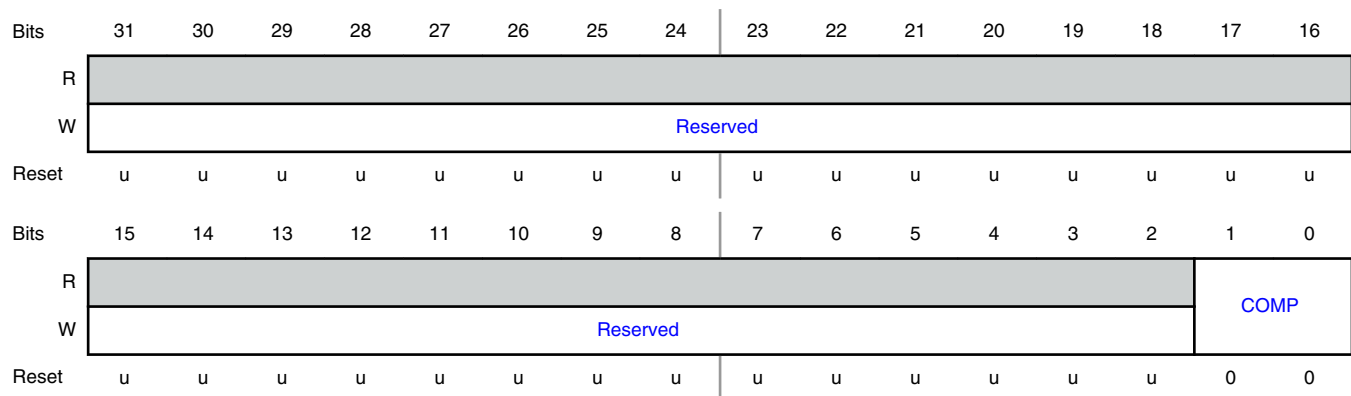 Bits 31 30 29 28 27 26 25 24 23 22 21 20 19 18 17 16
R
W Reserved
Reset u u u u u u u u u u u u u u u u
Bits 15 14 13 12 11 10 9 8 7 6 5 4 3 2 1 0
R
COMP
W Reserved
Reset u u u u u u u u u u u u u u 0 0